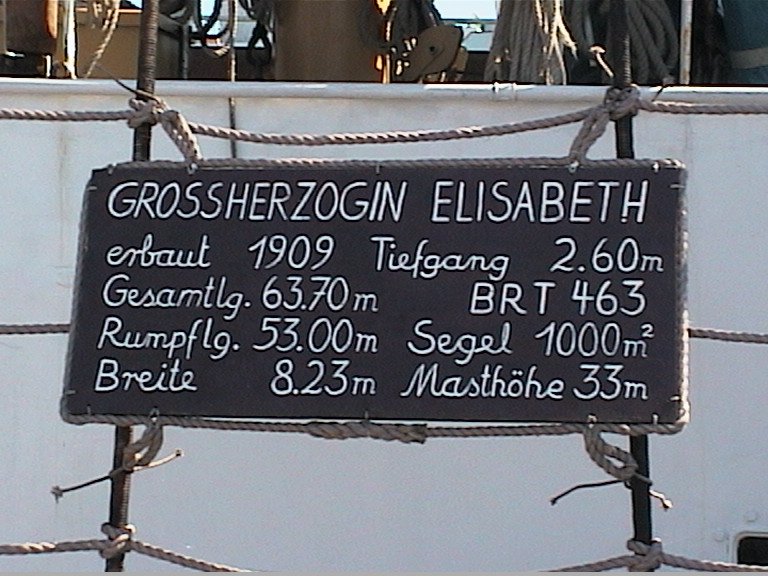 GROSSHERZOGIN ELISABETH
erbaut 1909 Tiefgang 2.60m
Gesamtlg. 63.70m BRT 463
Rumpflg. 53.00m Segel 1000m²
Breite 8.23m Masthöhe 33m